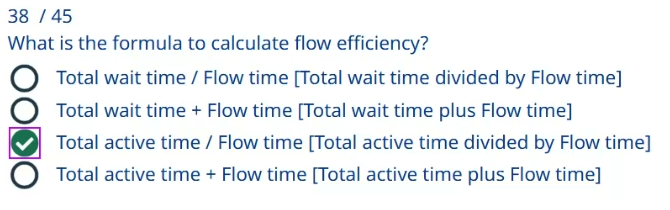 38 / 45
What is the formula to calculate flow efficiency?
Total wait time / Flow time [Total wait time divided by Flow time]
Total wait time + Flow time [Total wait time plus Flow time]
Total active time / Flow time [Total active time divided by Flow time]
Total active time + Flow time [Total active time plus Flow time]